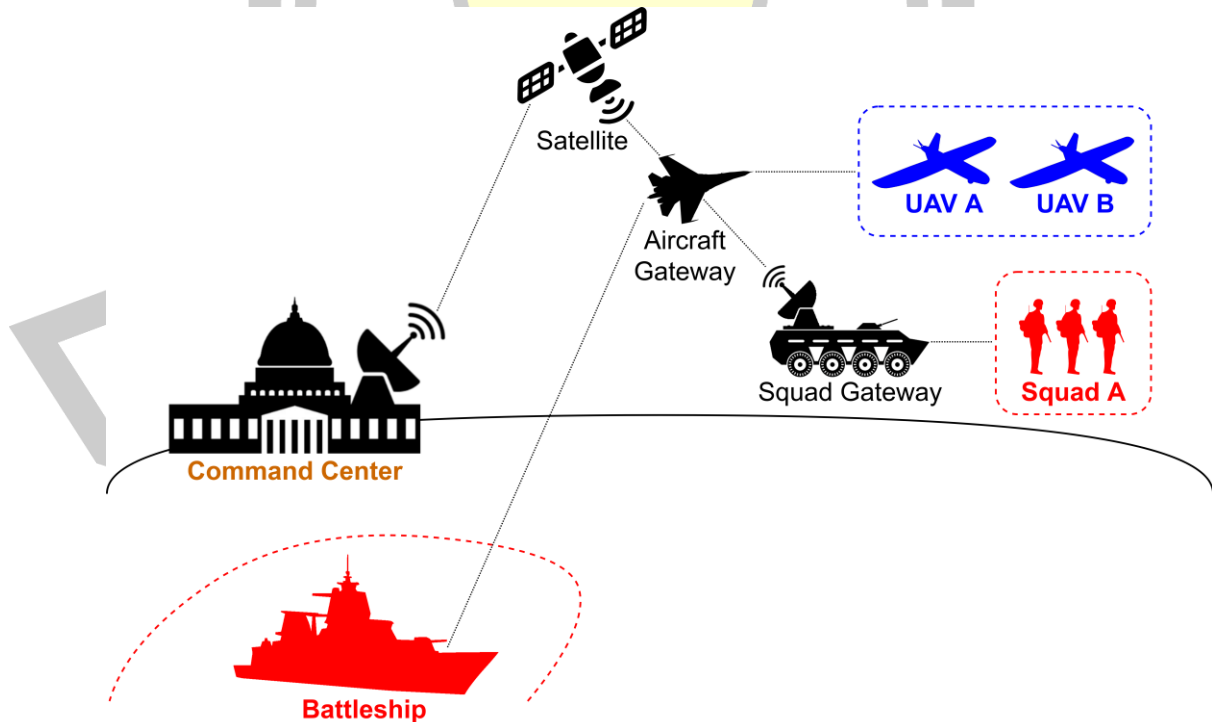 Satellite
UAV A
UAV B
Aircraft
Gateway
Squad Gateway
Squad A
Command Center
Battleship